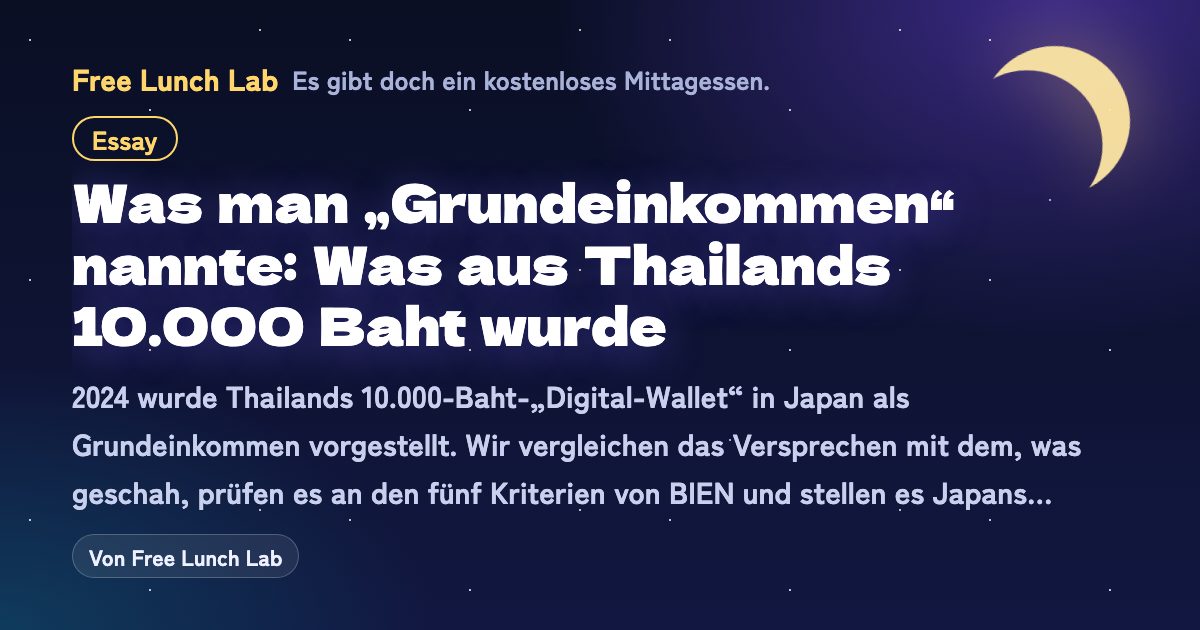 Free Lunch Lab Es gibt doch ein kostenloses Mittagessen.
Essay
Was man „Grundeinkommen“
nannte: Was aus Thailands
10.000 Baht wurde
2024 wurde Thailands 10.000-Baht-„Digital-Wallet“ in Japan als
Grundeinkommen vorgestellt. Wir vergleichen das Versprechen mit dem, was
geschah, prüfen es an den fünf Kriterien von BIEN und stellen es Japans...
Von Free Lunch Lab